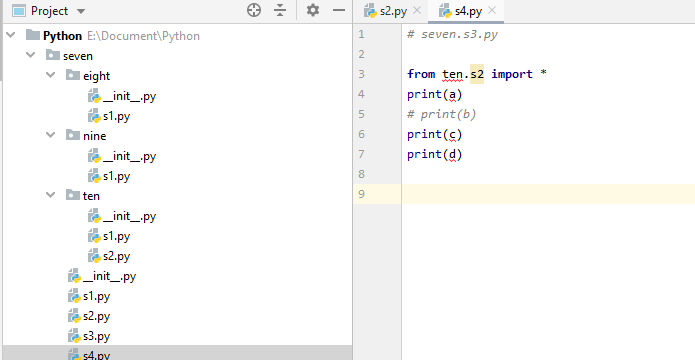 Project
Python E:\Document\Python
seven
eight
__init__.py
s1.py
nine
__init__.py
s1.py
ten
__init__.py
s1.py
s2.py
__init__.py
s1.py
s2.py
s3.py
s4.py
s2.py s4.py
1 # seven.s3.py
2
3 from ten.s2 import *
4 print(a)
5 # print(b)
6 print(c)
7 print(d)
8
9